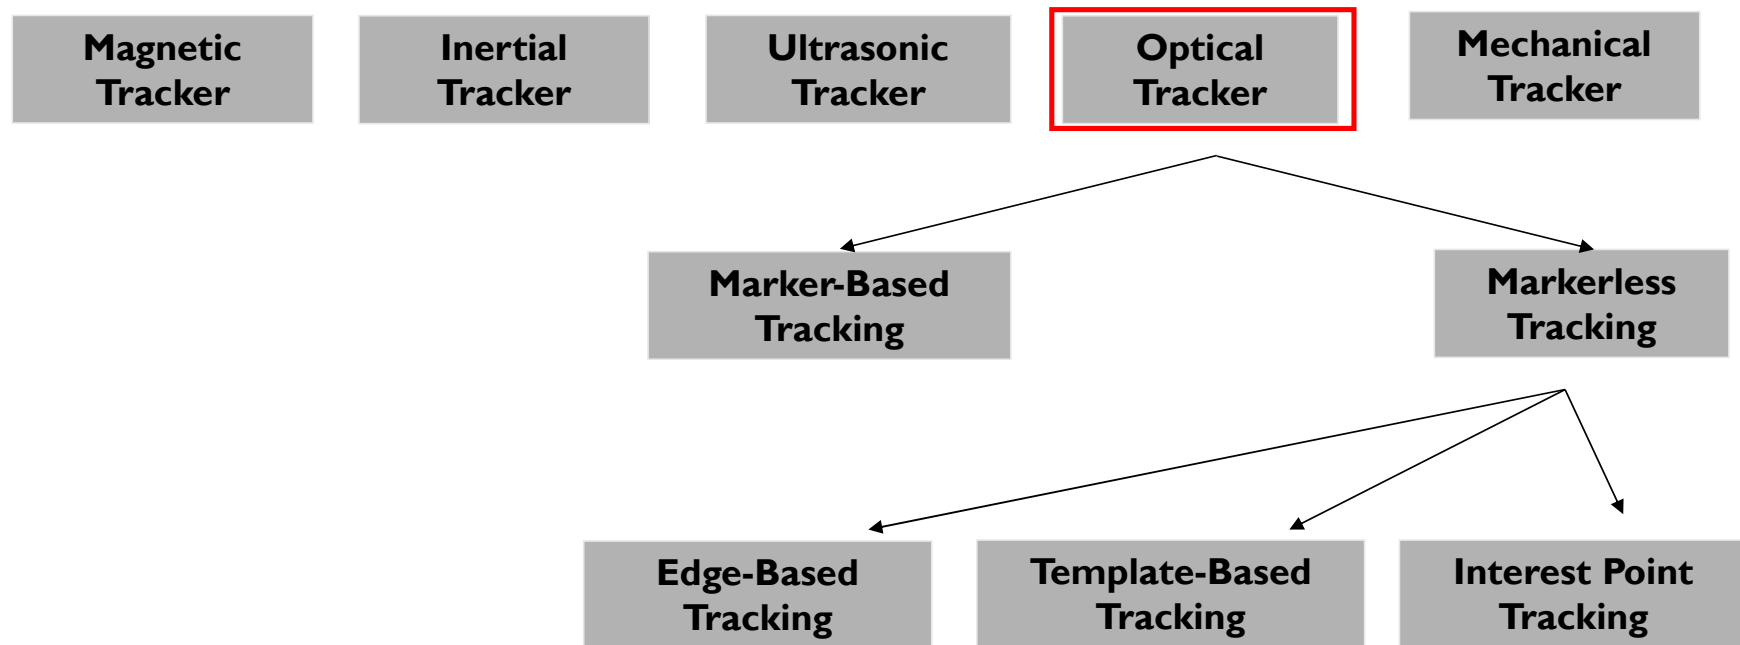 Magnetic
Tracker
Inertial
Tracker
Ultrasonic
Tracker
Optical
Tracker
Mechanical
Tracker
Marker-Based
Tracking
Markerless
Tracking
Edge-Based
Tracking
Template-Based
Tracking
Interest Point
Tracking